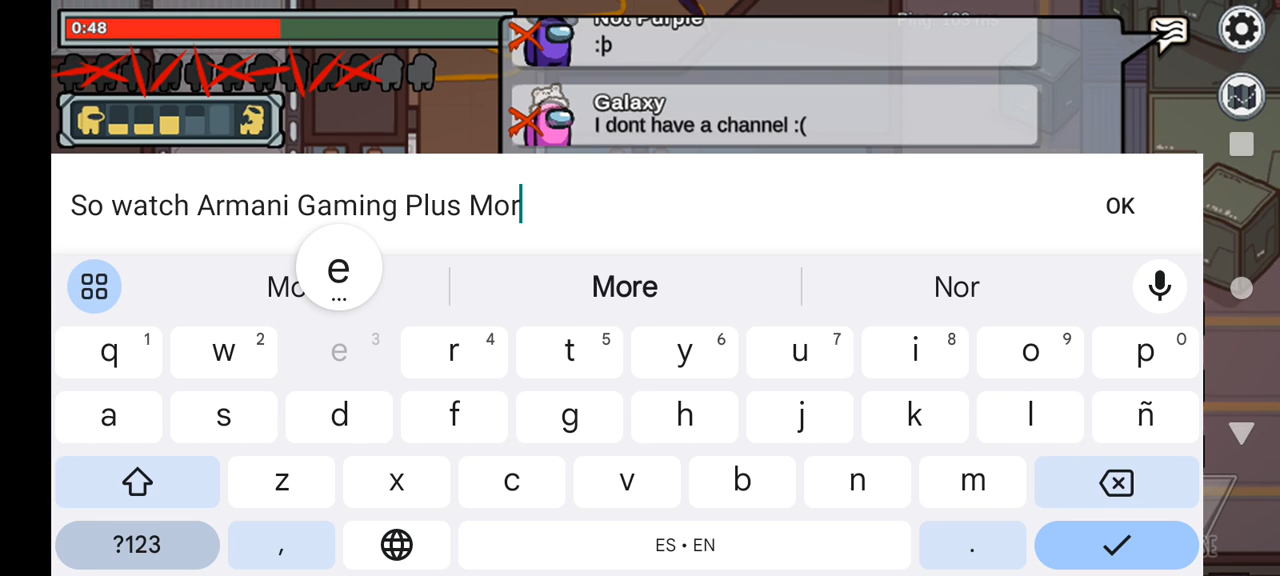 0:48
Not Purple
:þ
Galaxy
I dont have a channel :(
So watch Armani Gaming Plus Mor
OK
e
...
More
Nor
q 1 w 2 e 3 r 4 t 5 y 6 u 7 i 8 o 9 p 0
a s d f g h j k l ñ
z x c v b n m
?123 , ES • EN .